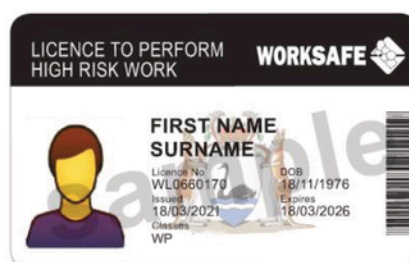 LICENCE TO PERFORM
HIGH RISK WORK
WORKSAFE
FIRST NAME
SURNAME
Licence No
DOB
WL0660170
18/11/1976
Issued
Expires
18/03/2021
18/03/2026
Classes
WP
sample